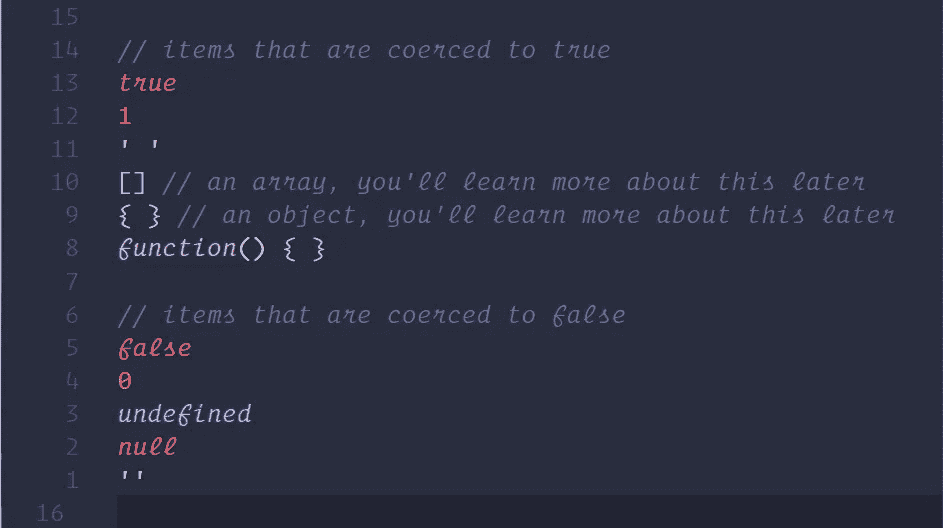 15
14 // items that are coerced to true
13 true
12 1
11 ' '
10 [] // an array, you'll learn more about this later
9 { } // an object, you'll learn more about this later
8 function() { }
7
6 // items that are coerced to false
5 false
4 0
3 undefined
2 null
1 ''
16